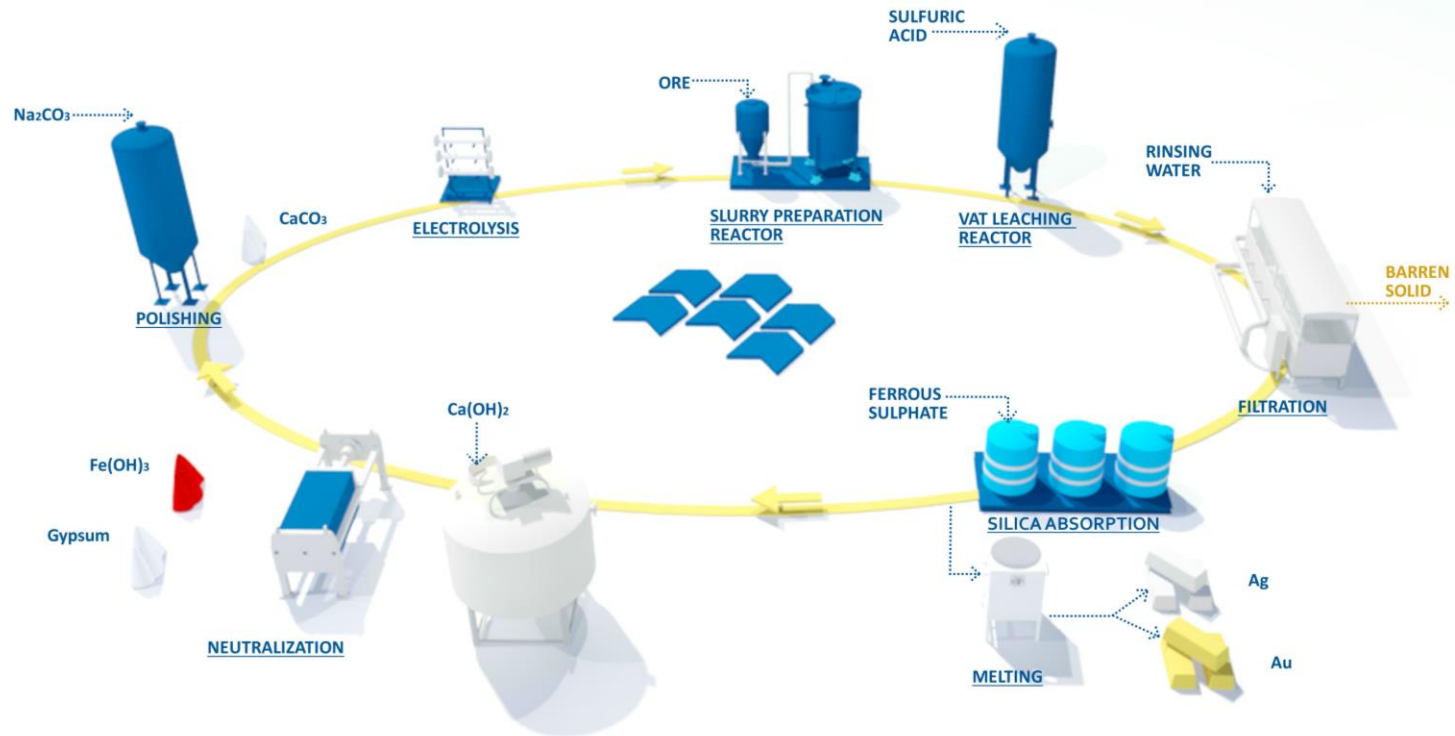 SULFURIC
ACID
ORE
Na₂CO₃
RINSING
WATER
CaCO₃
ELECTROLYSIS
SLURRY PREPARATION
REACTOR
VAT LEACHING
REACTOR
BARREN
SOLID
POLISHING
FERROUS
SULPHATE
Ca(OH)₂
FILTRATION
Fe(OH)₃
SILICA ABSORPTION
Gypsum
Ag
NEUTRALIZATION
Au
MELTING